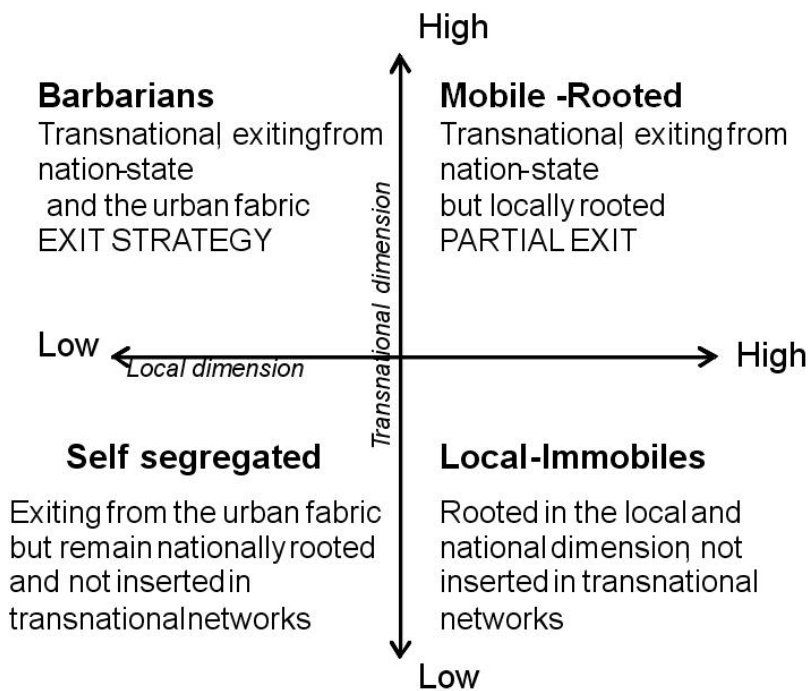 High
Barbarians
Transnational, exiting from
nation-state
and the urban fabric
EXIT STRATEGY
Mobile -Rooted
Transnational, exiting from
nation-state
but locally rooted
PARTIAL EXIT
Transnational dimension
Low
Local dimension
High
Self segregated
Exiting from the urban fabric
but remain nationally rooted
and not inserted in
transnational networks
Local-Immobiles
Rooted in the local and
national dimension, not
inserted in transnational
networks
Low